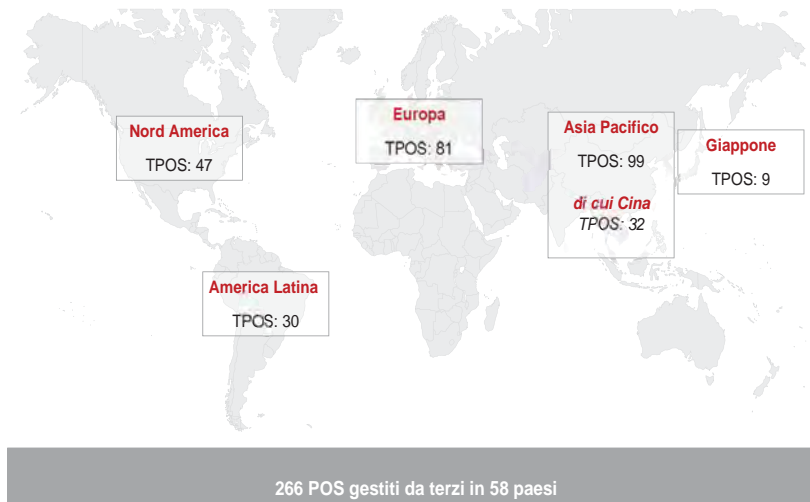 Nord America
TPOS: 47
Europa
TPOS: 81
Asia Pacifico
TPOS: 99
di cui Cina
TPOS: 32
Giappone
TPOS: 9
America Latina
TPOS: 30
266 POS gestiti da terzi in 58 paesi